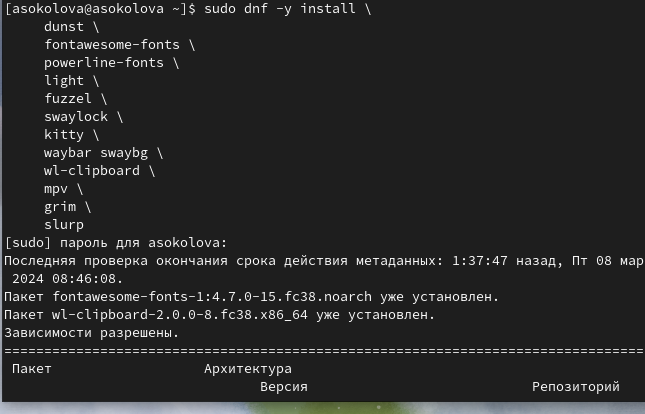 [asokolova@asokolova ~]$ sudo dnf -y install \
dunst \
fontawesome-fonts \
powerline-fonts \
light \
fuzzel \
swaylock \
kitty \
waybar swaybg \
wl-clipboard \
mpv \
grim \
slurp
[sudo] пароль для asokolova:
Последняя проверка окончания срока действия метаданных: 1:37:47 назад, Пт 08 мар
2024 08:46:08.
Пакет fontawesome-fonts-1:4.7.0-15.fc38.noarch уже установлен.
Пакет wl-clipboard-2.0.0-8.fc38.x86_64 уже установлен.
Зависимости разрешены.
================================================================================
Пакет Архитектура
Версия Репозиторий